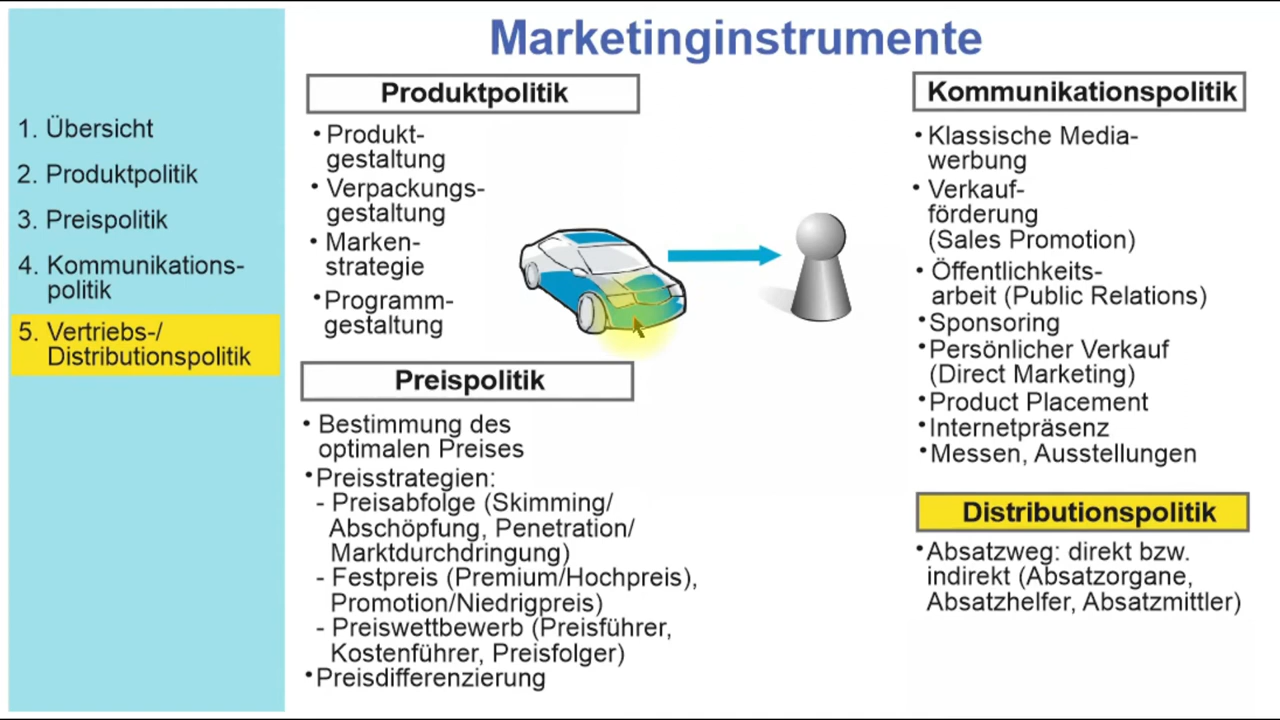 Marketinginstrumente
1. Übersicht
2. Produktpolitik
3. Preispolitik
4. Kommunikations-
politik
5. Vertriebs-/
Distributionspolitik
Produktpolitik
• Produkt-
gestaltung
• Verpackungs-
gestaltung
• Marken-
strategie
• Programm-
gestaltung
Preispolitik
• Bestimmung des
optimalen Preises
• Preisstrategien:
- Preisabfolge (Skimming/
Abschöpfung, Penetration/
Marktdurchdringung)
- Festpreis (Premium/Hochpreis),
Promotion/Niedrigpreis)
- Preiswettbewerb (Preisführer,
Kostenführer, Preisfolger)
• Preisdifferenzierung
Kommunikationspolitik
• Klassische Media-
werbung
• Verkauf-
förderung
(Sales Promotion)
• Öffentlichkeits-
arbeit (Public Relations)
• Sponsoring
• Persönlicher Verkauf
(Direct Marketing)
• Product Placement
• Internetpräsenz
• Messen, Ausstellungen
Distributionspolitik
• Absatzweg: direkt bzw.
indirekt (Absatzorgane,
Absatzhelfer, Absatzmittler)